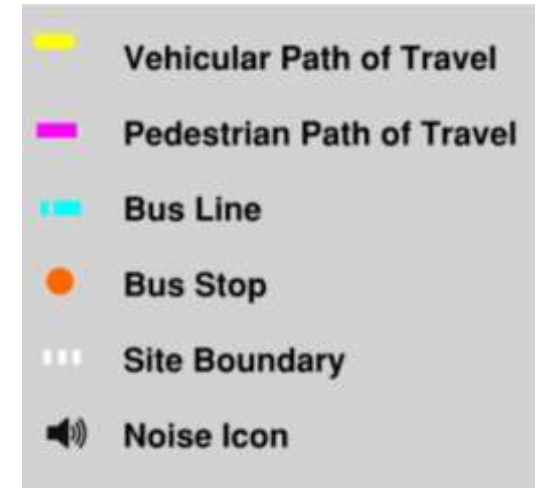 Vehicular Path of Travel
Pedestrian Path of Travel
Bus Line
Bus Stop
Site Boundary
Noise Icon